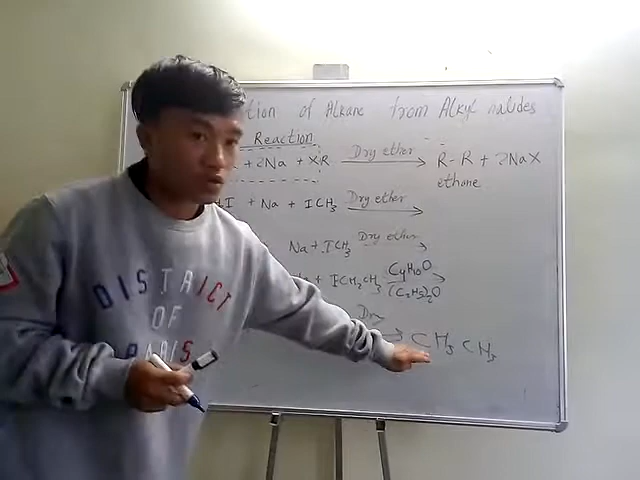 tion of Alkane from Alkyl halides
Reaction
+ 2Na + XR Dry ether → R-R + 2NaX
ethane
I + Na + ICH3 Dry ether →
Na + ICH3 Dry ether →
+ ICH2CH3 C4H10O →
(C2H5)2O
Dry → CH3 CH3
DISTRICT
OF
PARIS